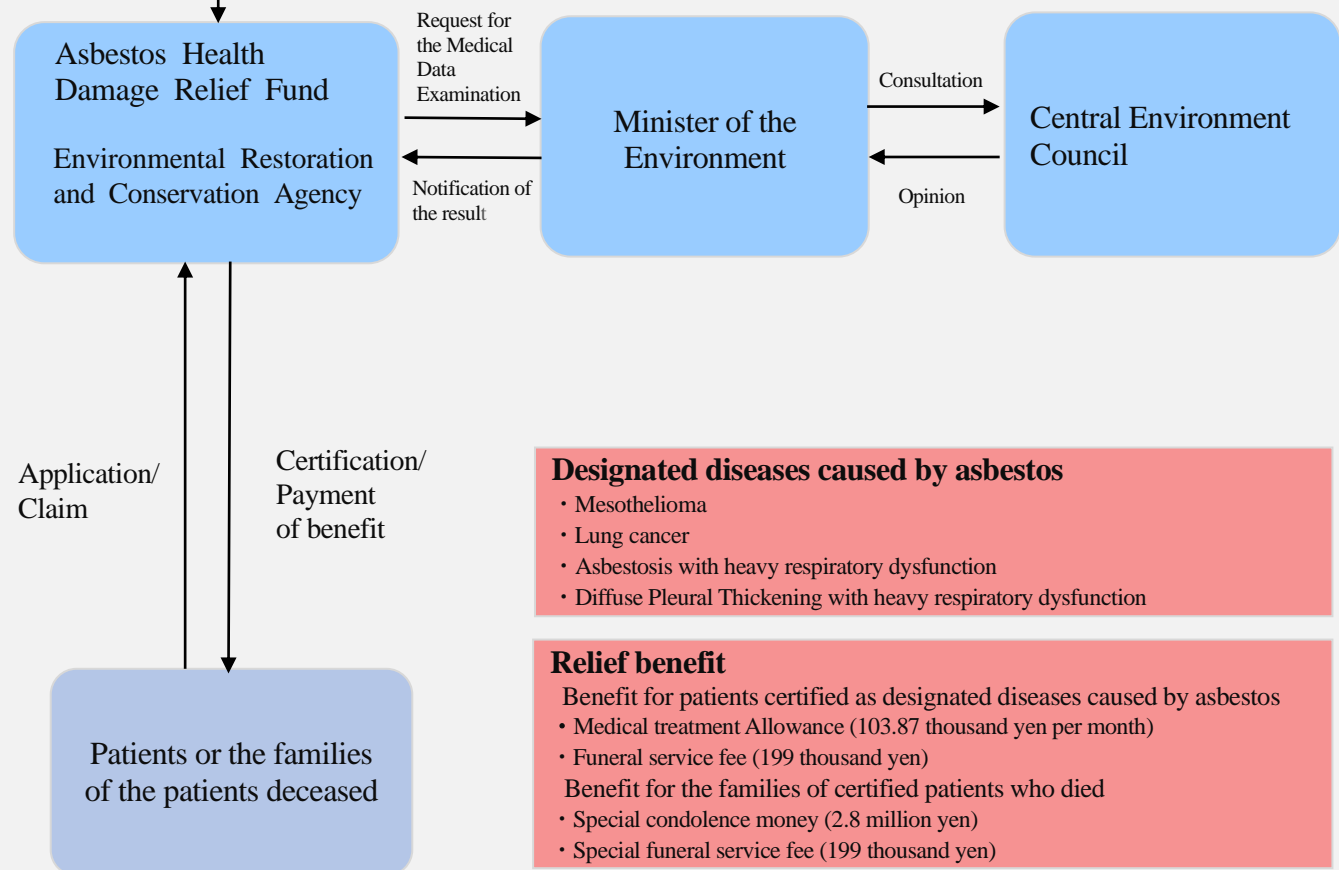 Asbestos Health
Damage Relief Fund
Environmental Restoration
and Conservation Agency
Request for
the Medical
Data
Examination
Notification of
the result
Minister of the
Environment
Consultation
Opinion
Central Environment
Council
Application/
Claim
Certification/
Payment
of benefit
Patients or the families
of the patients deceased
Designated diseases caused by asbestos
・Mesothelioma
・Lung cancer
・Asbestosis with heavy respiratory dysfunction
・Diffuse Pleural Thickening with heavy respiratory dysfunction
Relief benefit
Benefit for patients certified as designated diseases caused by asbestos
・Medical treatment Allowance (103.87 thousand yen per month)
・Funeral service fee (199 thousand yen)
Benefit for the families of certified patients who died
・Special condolence money (2.8 million yen)
・Special funeral service fee (199 thousand yen)